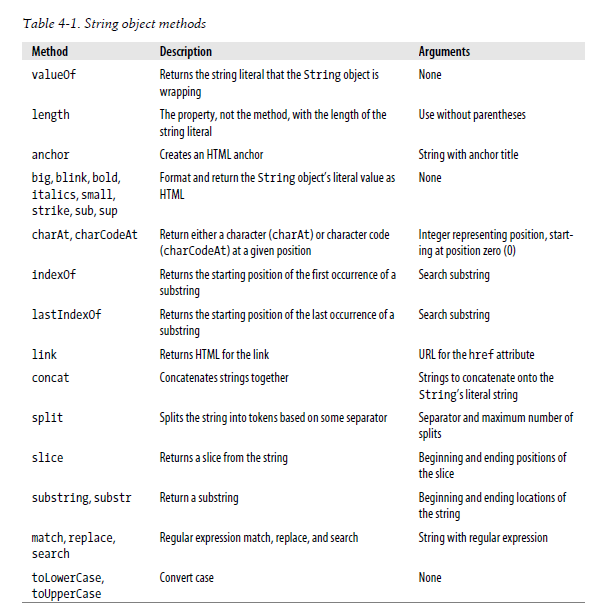 Table 4-1. String object methods
Method Description Arguments
valueOf Returns the string literal that the String object is None
wrapping
length The property, not the method, with the length of the Use without parentheses
string literal
anchor Creates an HTML anchor String with anchor title
big, blink, bold, Format and return the String object's literal value as None
italics, small, HTML
strike, sub, sup
charAt, charCodeAt Return either a character (charAt) or character code Integer representing position, start-
(charCodeAt) at a given position ing at position zero (0)
indexOf Returns the starting position of the first occurrence of a Search substring
substring
lastIndexOf Returns the starting position of the last occurrence of a Search substring
substring
link Returns HTML for the link URL for the href attribute
concat Concatenates strings together Strings to concatenate onto the
String's literal string
split Splits the string into tokens based on some separator Separator and maximum number of
splits
slice Returns a slice from the string Beginning and ending positions of
the slice
substring, substr Return a substring Beginning and ending locations of
the string
match, replace, Regular expression match, replace, and search String with regular expression
search
toLowerCase, Convert case None
toUpperCase